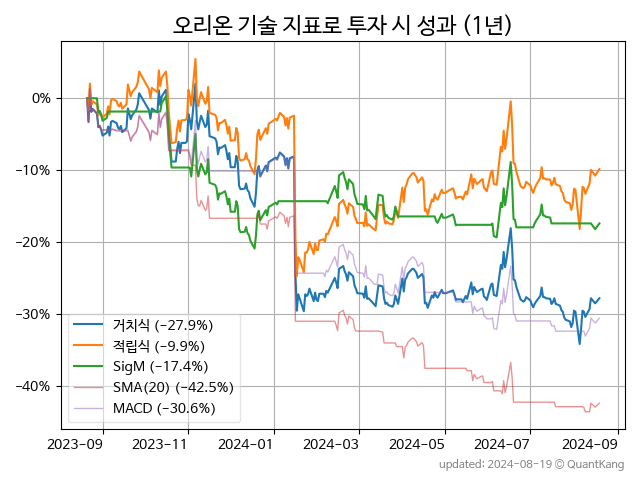 오리온 기술 지표로 투자 시 성과 (1년)
0%
−10%
−20%
−30%
−40%
거치식 (−27.9%)
적립식 (−9.9%)
SigM (−17.4%)
SMA(20) (−42.5%)
MACD (−30.6%)
2023-09 2023-11 2024-01 2024-03 2024-05 2024-07 2024-09
updated: 2024-08-19 © QuantKang